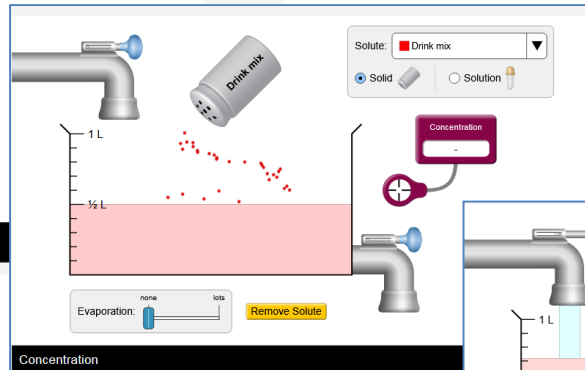 Solute: Drink mix
Solid Solution
Drink mix
Concentration
-
1 L
½ L
none lots
Evaporation:
Remove Solute
1 L
Concentration